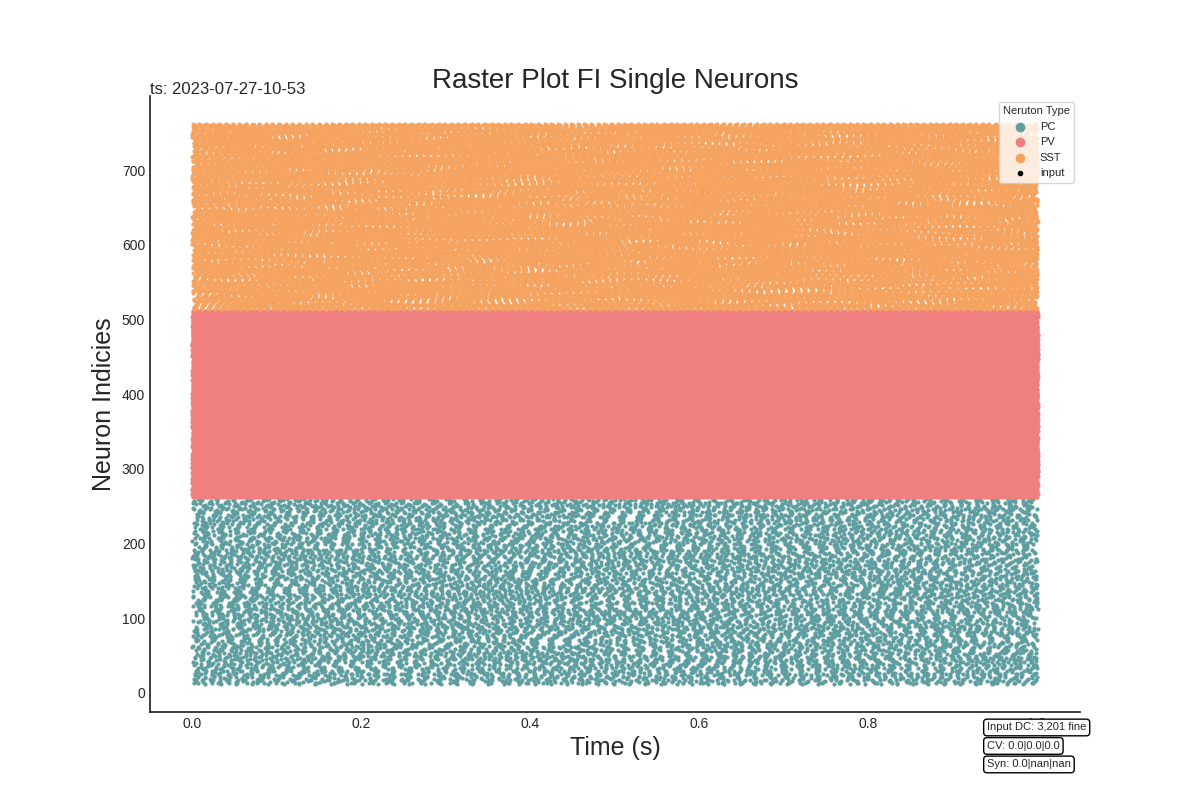 Raster Plot FI Single Neurons
ts: 2023-07-27-10-53
Neruton Type
PC
PV
SST
input
Neuron Indicies
700
600
500
400
300
200
100
0
0.0 0.2 0.4 0.6 0.8
Time (s)
Input DC: 3,201 fine
CV: 0.0|0.0|0.0
Syn: 0.0|nan|nan